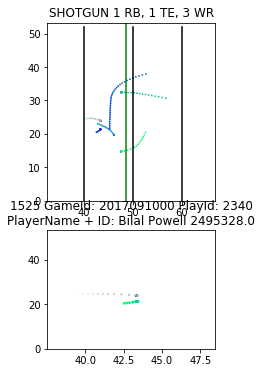 SHOTGUN 1 RB, 1 TE, 3 WR
50
40
30
20
10
0
40 50 60
1525 GameId: 2017091000 PlayId: 2340
PlayerName + ID: Bilal Powell 2495328.0
40
20
0
40.0 42.5 45.0 47.5